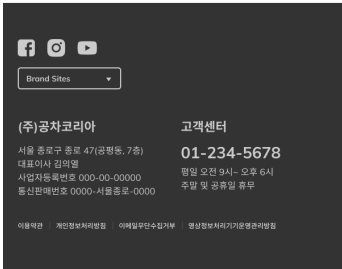 Brand Sites
(주)공차코리아
서울 종로구 종로 47(공평동, 7층)
대표이사 김의열
사업자등록번호 000-00-00000
통신판매번호 0000-서울종로-0000
고객센터
01-234-5678
평일 오전 9시~ 오후 6시
주말 및 공휴일 휴무
이용약관 개인정보처리방침 이메일무단수집거부 영상정보처리기기운영관리방침